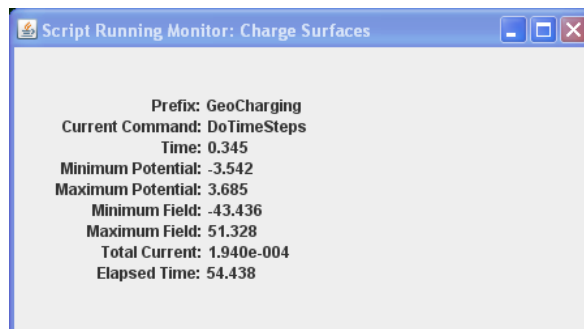 Script Running Monitor: Charge Surfaces
Prefix: GeoCharging
Current Command: DoTimeSteps
Time: 0.345
Minimum Potential: -3.542
Maximum Potential: 3.685
Minimum Field: -43.436
Maximum Field: 51.328
Total Current: 1.940e-004
Elapsed Time: 54.438